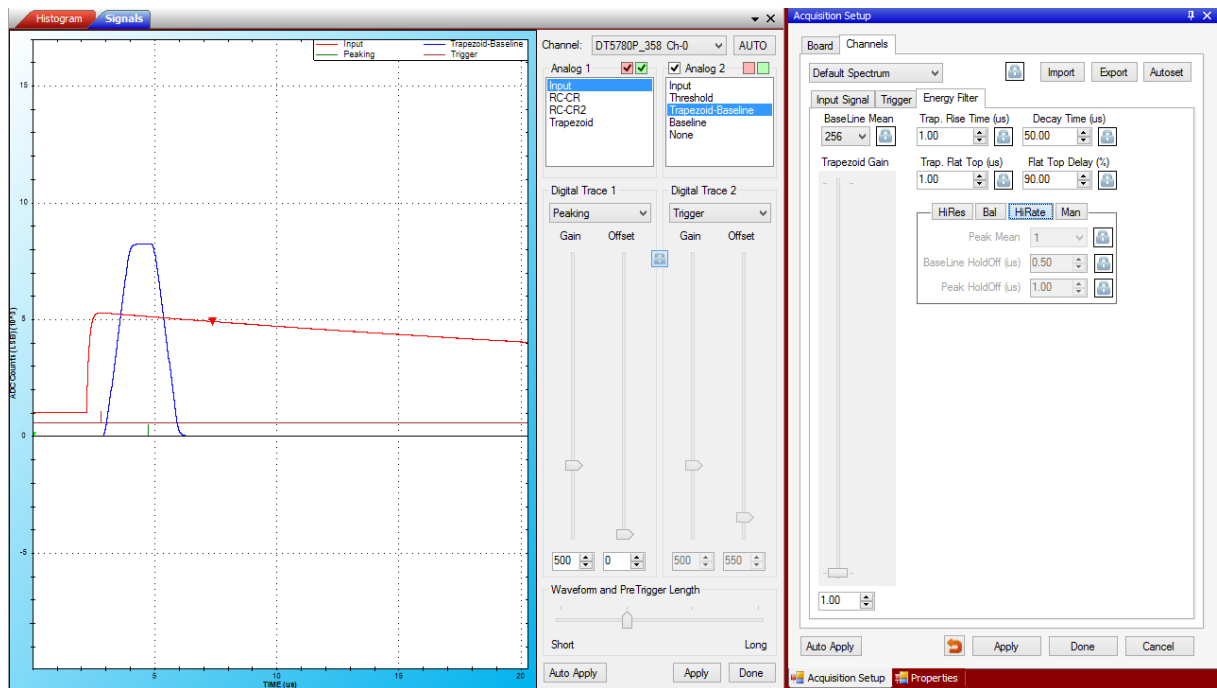 Histogram Signals
Input Trapezoid-Baseline
Peaking Trigger
15
10
5
0
-5
5 10 15 20
ADC Counts (LSB) (10^3)
TIME (us)
Channel: DT5780P_358 Ch-0 AUTO
Analog 1 Analog 2
Input
RC-CR
RC-CR2
Trapezoid
Input
Threshold
Trapezoid-Baseline
Baseline
None
Digital Trace 1 Digital Trace 2
Peaking Trigger
Gain Offset Gain Offset
500 0 500 550
Waveform and Pre Trigger Length
Short Long
Auto Apply Apply Done
Acquisition Setup
Board Channels
Default Spectrum Import Export Autoset
Input Signal Trigger Energy Filter
BaseLine Mean Trap. Rise Time (us) Decay Time (us)
256 1.00 50.00
Trapezoid Gain Trap. Flat Top (us) Flat Top Delay (%)
1.00 90.00
HiRes Bal HiRate Man
Peak Mean 1
BaseLine HoldOff (us) 0.50
Peak HoldOff (us) 1.00
1.00
Auto Apply Apply Done Cancel
Acquisition Setup Properties